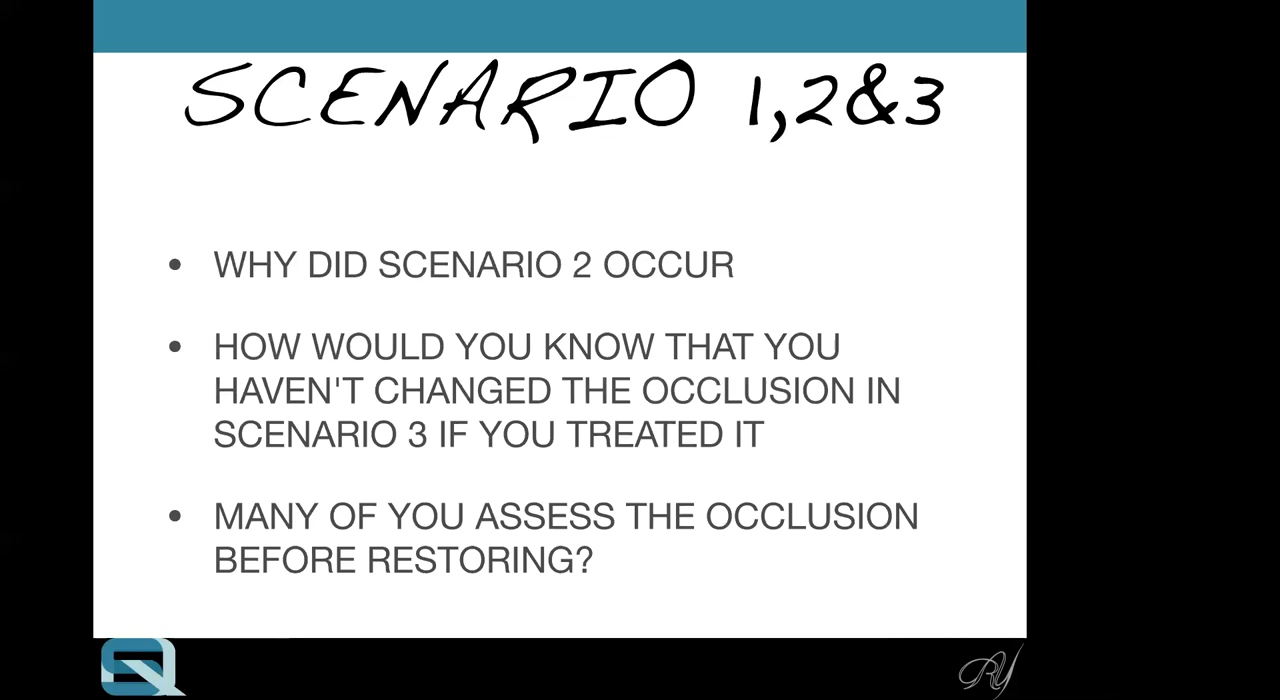 SCENARIO 1,2&3
• WHY DID SCENARIO 2 OCCUR
• HOW WOULD YOU KNOW THAT YOU
HAVEN'T CHANGED THE OCCLUSION IN
SCENARIO 3 IF YOU TREATED IT
• MANY OF YOU ASSESS THE OCCLUSION
BEFORE RESTORING?
RY